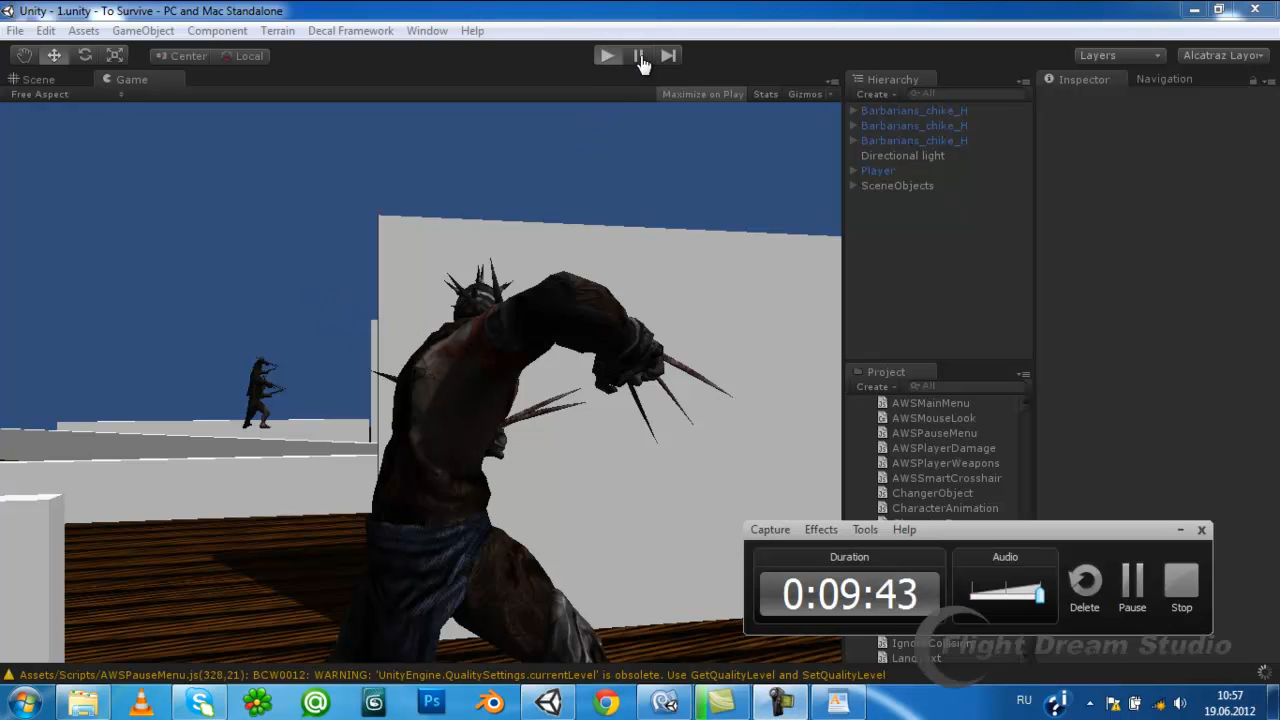 Unity - 1.unity - To Survive - PC and Mac Standalone
File Edit Assets GameObject Component Terrain Decal Framework Window Help
Center Local Layers Alcatraz Layo
Scene Game Hierarchy Inspector Navigation
Free Aspect Maximize on Play Stats Gizmos Create All
Barbarians_chike_H
Barbarians_chike_H
Barbarians_chike_H
Directional light
Player
SceneObjects
Project
Create All
AWSMainMenu
AWSMouseLook
AWSPauseMenu
AWSPlayerDamage
AWSPlayerWeapons
AWSSmartCrosshair
ChangerObject
CharacterAnimation
Capture Effects Tools Help
Duration Audio
0:09:43
Delete Pause Stop
Flight Dream Studio
Assets/Scripts/AWSPauseMenu.js(328,21): BCW0012: WARNING: 'UnityEngine.QualitySettings.currentLevel' is obsolete. Use GetQualityLevel and SetQualityLevel
Ps
RU
10:57
19.06.2012